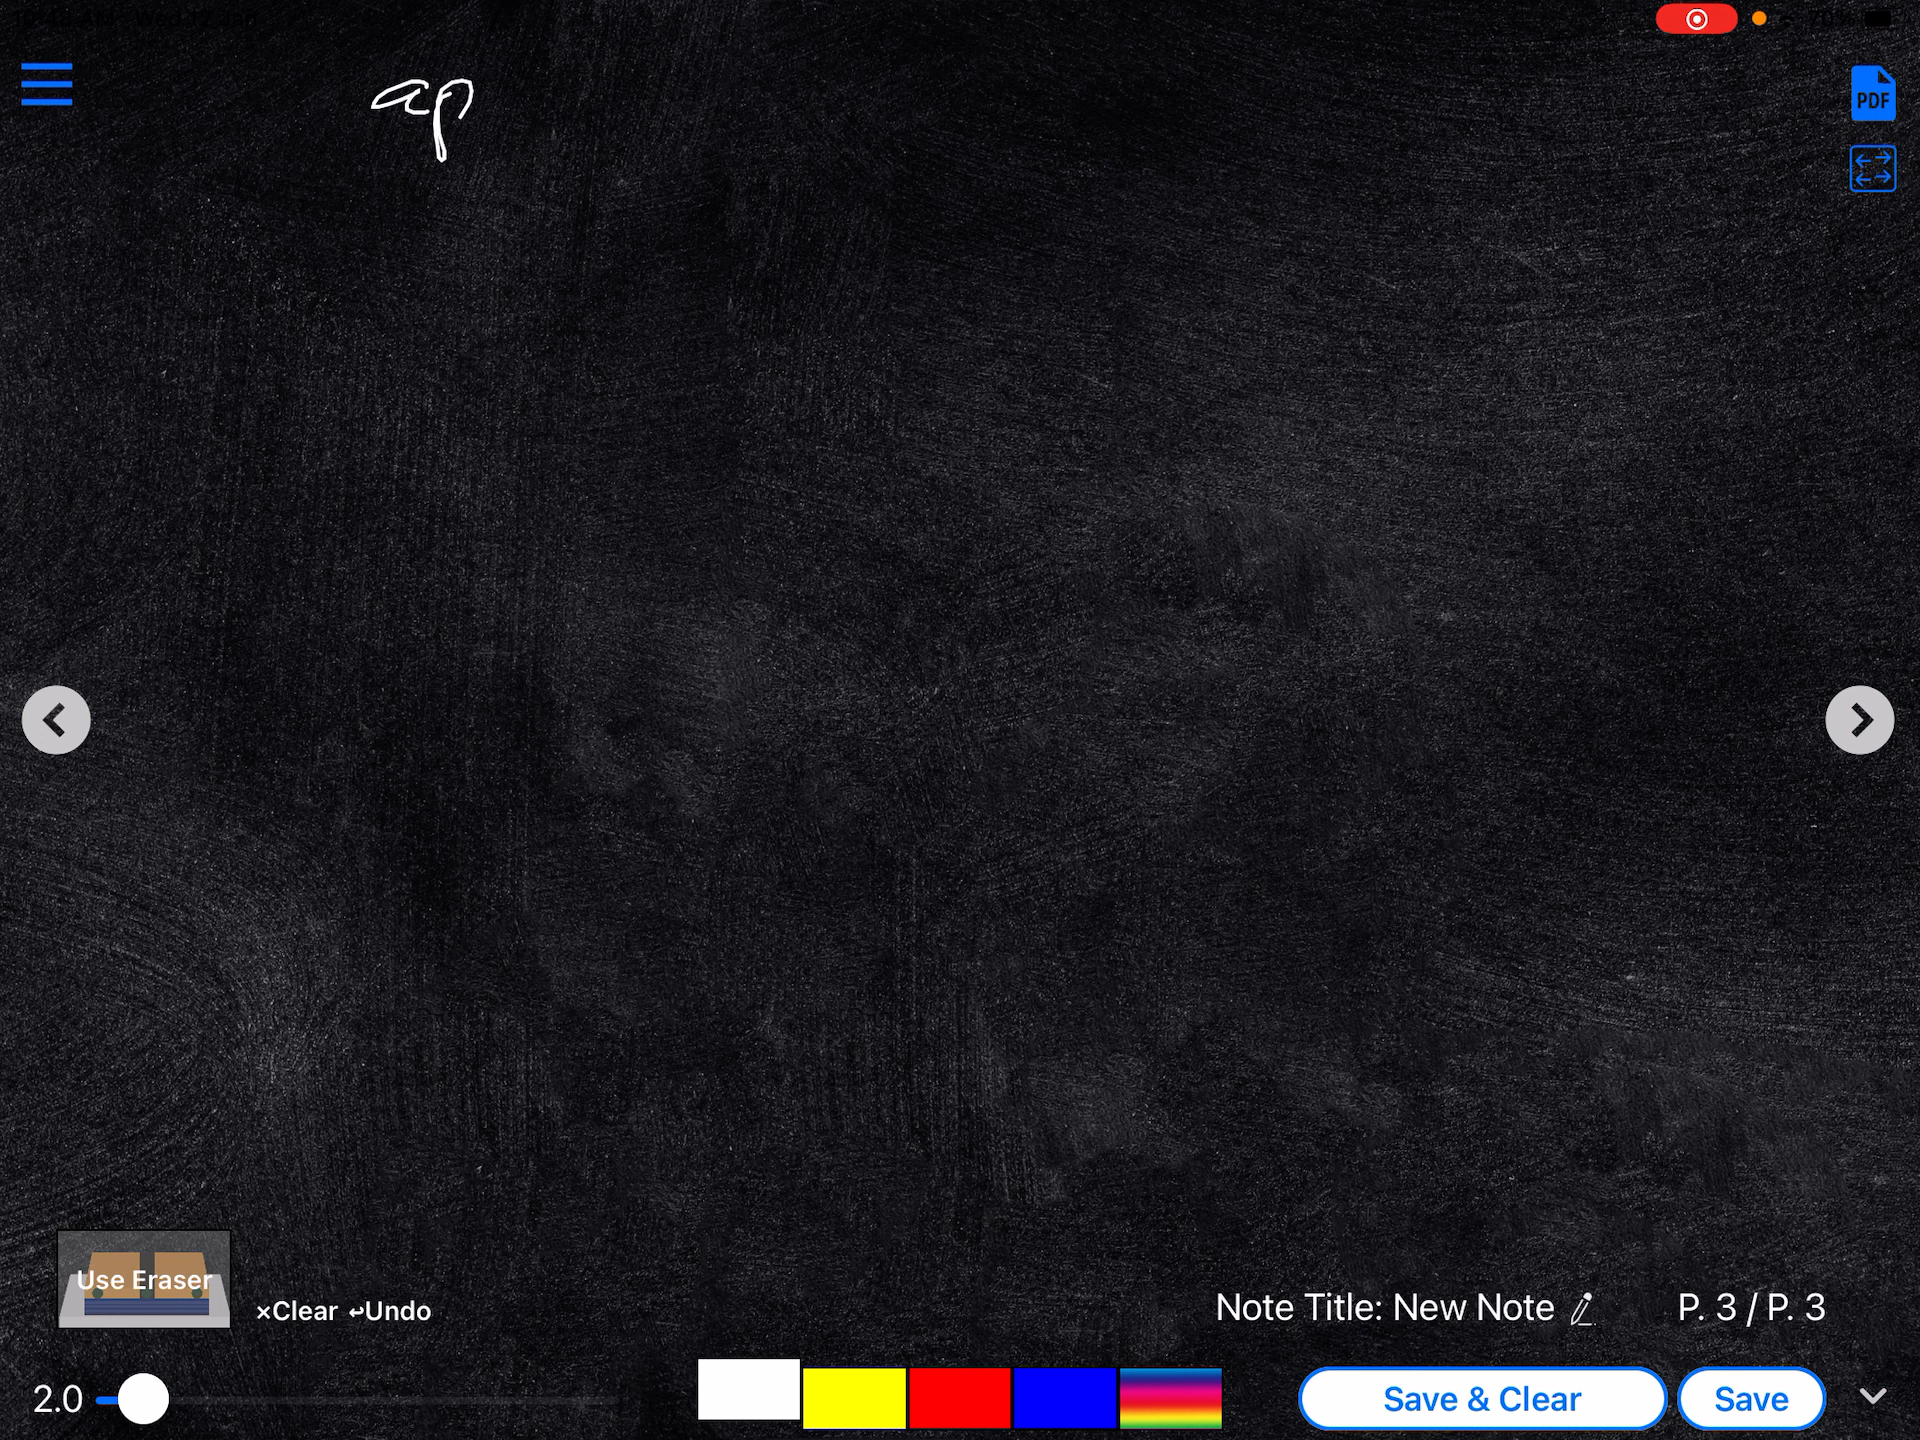 PDF
ap
Use Eraser
×Clear ↩Undo
Note Title: New Note
P. 3 / P. 3
2.0
Save & Clear
Save